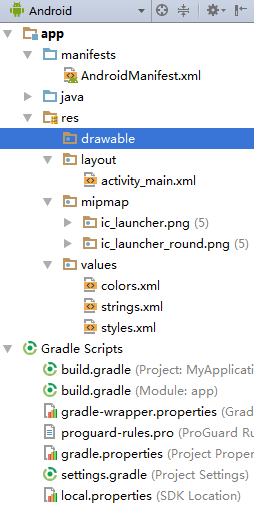 Android
app
manifests
AndroidManifest.xml
java
res
drawable
layout
activity_main.xml
mipmap
ic_launcher.png (5)
ic_launcher_round.png (5)
values
colors.xml
strings.xml
styles.xml
Gradle Scripts
build.gradle (Project: MyApplicati
build.gradle (Module: app)
gradle-wrapper.properties (Grad
proguard-rules.pro (ProGuard Ru
gradle.properties (Project Proper
settings.gradle (Project Settings)
local.properties (SDK Location)